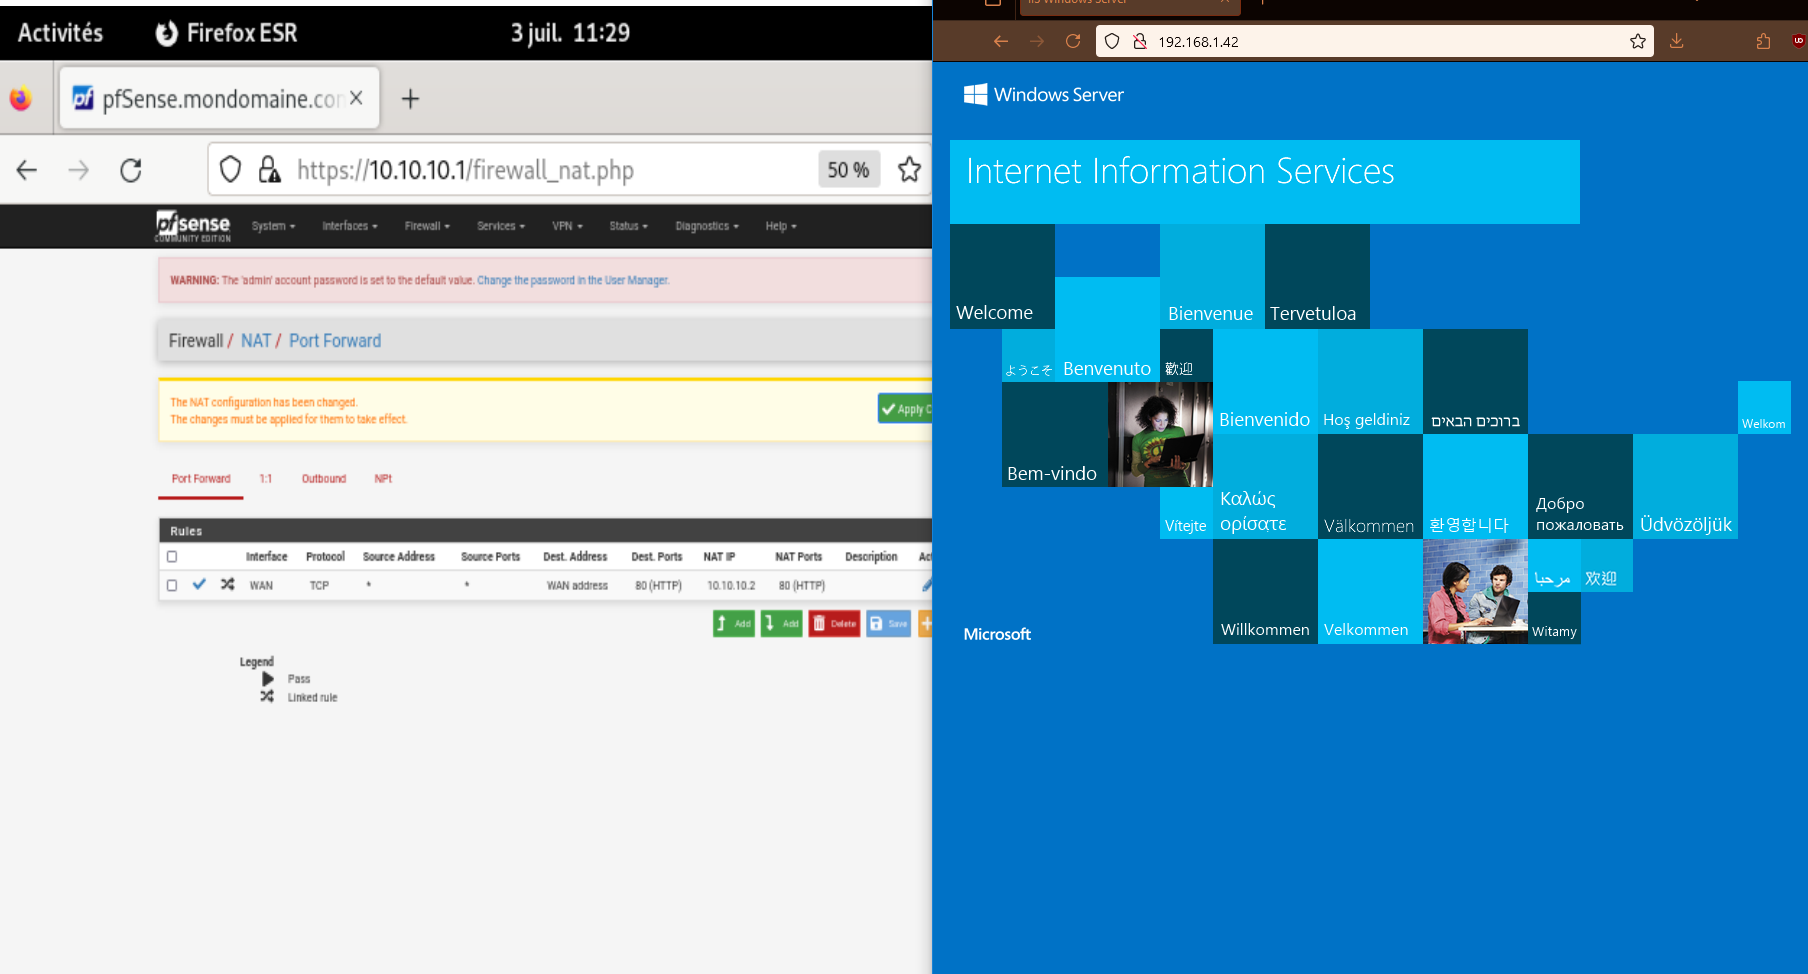 Activités
Firefox ESR
3 juil. 11:29
pfSense.mondomaine.con
https://10.10.10.1/firewall_nat.php
50 %
pfsense
COMMUNITY EDITION
System
Interfaces
Firewall
Services
VPN
Status
Diagnostics
Help
WARNING: The 'admin' account password is set to the default value. Change the password in the User Manager.
Firewall / NAT / Port Forward
The NAT configuration has been changed.
The changes must be applied for them to take effect.
Apply C
Port Forward 1:1 Outbound NPt
Rules
Interface Protocol Source Address Source Ports Dest. Address Dest. Ports NAT IP NAT Ports Description Act
WAN TCP * * WAN address 80 (HTTP) 10.10.10.2 80 (HTTP)
Add Add Delete Save
Legend
Pass
Linked rule
192.168.1.42
Windows Server
Internet Information Services
Welcome
Bienvenue
Tervetuloa
ようこそ
Benvenuto
歡迎
Bienvenido
Hoş geldiniz
ברוכים הבאים
Welkom
Bem-vindo
Vítejte
Καλώς
ορίσατε
Välkommen
환영합니다
Добро
пожаловать
Üdvözöljük
Willkommen
Velkommen
مرحبا
欢迎
Witamy
Microsoft